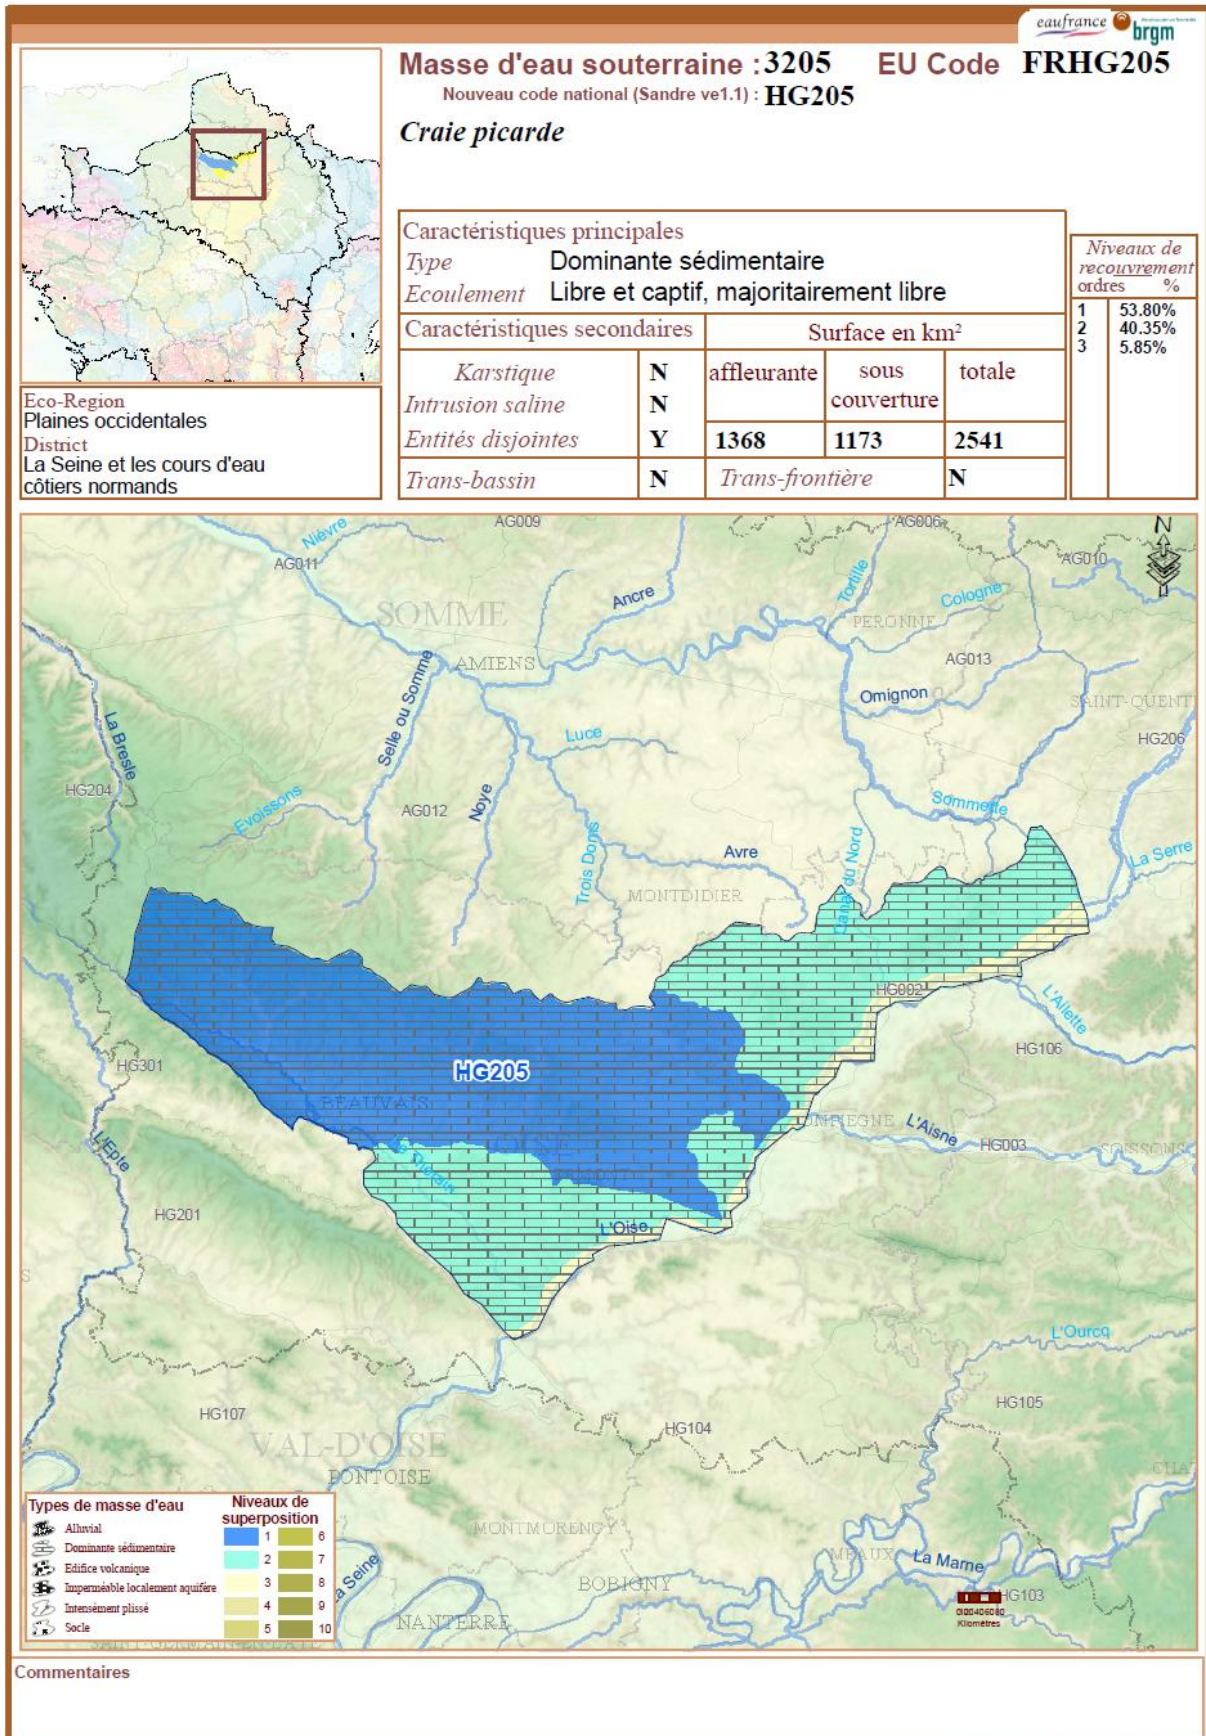 eaufrance brgm
Masse d'eau souterraine : 3205 EU Code FRHG205
Nouveau code national (Sandre ve1.1) : HG205
Craie picarde
Eco-Region
Plaines occidentales
District
La Seine et les cours d'eau
côtiers normands
Caractéristiques principales
Type Dominante sédimentaire
Ecoulement Libre et captif, majoritairement libre
Caractéristiques secondaires Surface en km²
Karstique N affleurante sous couverture totale
Intrusion saline N
Entités disjointes Y 1368 1173 2541
Trans-bassin N Trans-frontière N
Niveaux de
recouvrement
ordres %
1 53.80%
2 40.35%
3 5.85%
AG009
AG006
N
Nièvre
AG011
AG010
Tortille
Cologne
Ancre
SOMME
PERONNE
AMIENS
AG013
Selle ou Somme
Omignon
SAINT-QUENT
La Bresle
Luce
HG206
HG204
Evoissons
AG012
Noye
Sommette
Trois Doms
Avre
Canal du Nord
La Serre
MONTDIDIER
HG002
L'Ailette
HG106
HG301
HG205
BEAUVAIS
L'Epte
OISE
L'Aisne
HG003
SOISSONS
HG201
L'Oise
L'Ourcq
HG105
HG107
HG104
VAL-D'OISE
PONTOISE
CHA
MONTMORENCY
MEAUX
La Marne
BOBIGNY
HG103
NANTERRE
a Seine
Kilomètres
Types de masse d'eau
Alluvial
Dominante sédimentaire
Edifice volcanique
Imperméable localement aquifère
Intensément plissé
Socle
Niveaux de
superposition
1 6
2 7
3 8
4 9
5 10
Commentaires